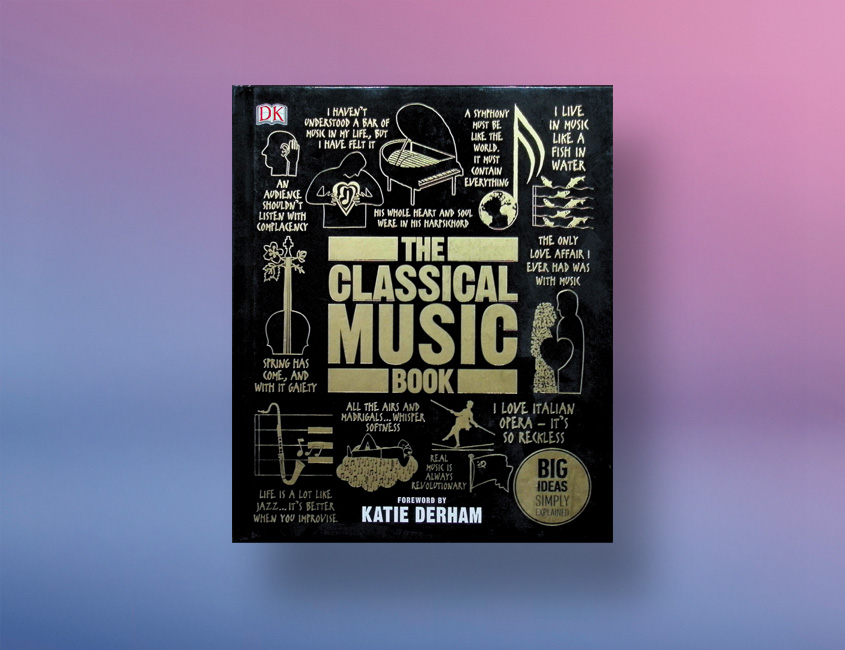 DK
I HAVEN'T
UNDERSTOOD A BAR OF
MUSIC IN MY LIFE, BUT
I HAVE FELT IT
A SYMPHONY
MUST BE
LIKE THE
WORLD.
IT MUST
CONTAIN
EVERYTHING
I LIVE
IN MUSIC
LIKE A
FISH IN
WATER
AN
AUDIENCE
SHOULDN'T
LISTEN WITH
COMPLACENCY
HIS WHOLE HEART AND SOUL
WERE IN HIS HARPSICHORD
THE ONLY
LOVE AFFAIR I
EVER HAD WAS
WITH MUSIC
THE
CLASSICAL
MUSIC
BOOK
SPRING HAS
COME, AND
WITH IT GAIETY
ALL THE AIRS AND
MADRIGALS...WHISPER
SOFTNESS
I LOVE ITALIAN
OPERA – IT'S
SO RECKLESS
REAL
MUSIC IS
ALWAYS
REVOLUTIONARY
LIFE IS A LOT LIKE
JAZZ...IT'S BETTER
WHEN YOU IMPROVISE
BIG
IDEAS
SIMPLY
EXPLAINED
FOREWORD BY
KATIE DERHAM